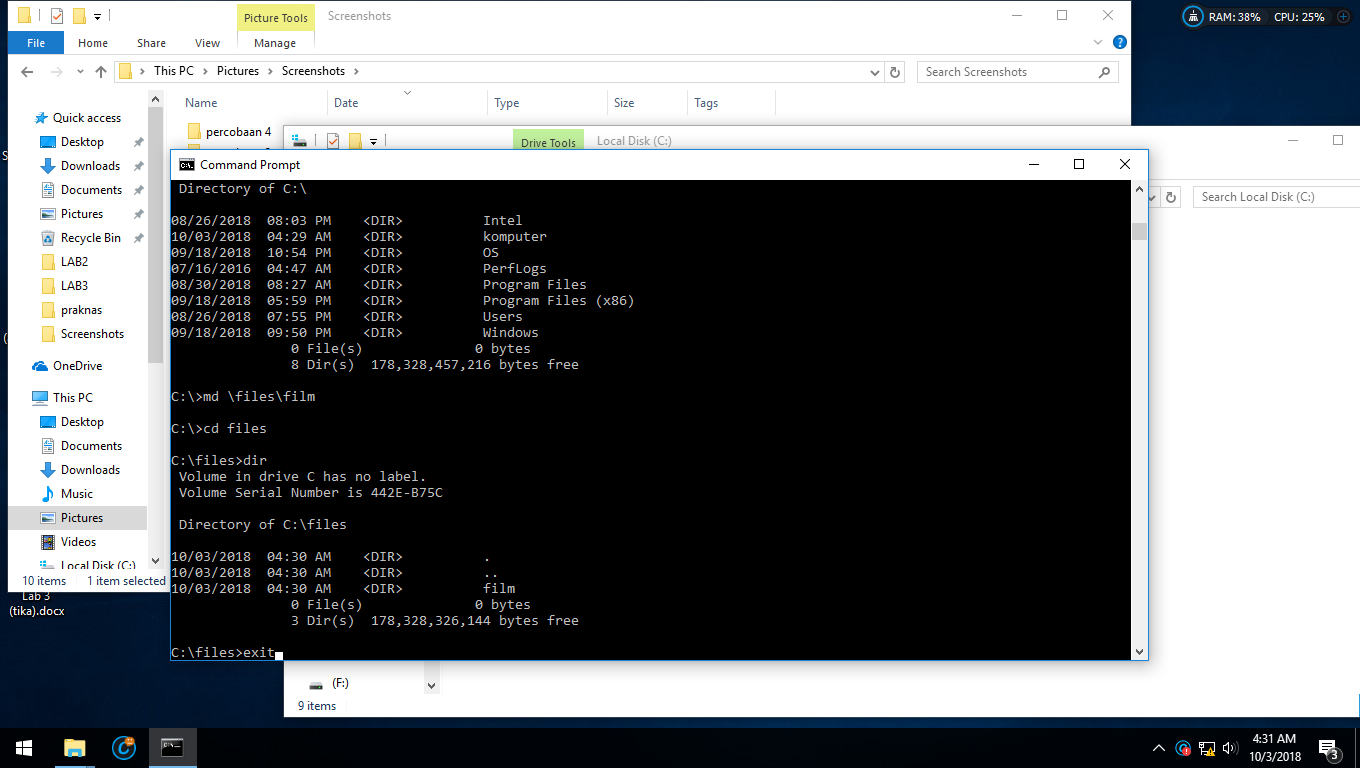 Picture Tools
Screenshots
RAM: 38% CPU: 25%
File Home Share View Manage
This PC Pictures Screenshots
Search Screenshots
Name Date Type Size Tags
Quick access
Desktop
Downloads
Documents
Pictures
Recycle Bin
LAB2
LAB3
praknas
Screenshots
OneDrive
This PC
Desktop
Documents
Downloads
Music
Pictures
Videos
Local Disk (C:)
10 items 1 item selected
percobaan 4
Drive Tools Local Disk (C:)
Search Local Disk (C:)
Command Prompt
Directory of C:\
08/26/2018 08:03 PM <DIR> Intel
10/03/2018 04:29 AM <DIR> komputer
09/18/2018 10:54 PM <DIR> OS
07/16/2016 04:47 AM <DIR> PerfLogs
08/30/2018 08:27 AM <DIR> Program Files
09/18/2018 05:59 PM <DIR> Program Files (x86)
08/26/2018 07:55 PM <DIR> Users
09/18/2018 09:50 PM <DIR> Windows
0 File(s) 0 bytes
8 Dir(s) 178,328,457,216 bytes free
C:\>md \files\film
C:\>cd files
C:\files>dir
Volume in drive C has no label.
Volume Serial Number is 442E-B75C
Directory of C:\files
10/03/2018 04:30 AM <DIR> .
10/03/2018 04:30 AM <DIR> ..
10/03/2018 04:30 AM <DIR> film
0 File(s) 0 bytes
3 Dir(s) 178,328,326,144 bytes free
C:\files>exit
Lab 3
(tika).docx
(F:)
9 items
4:31 AM
10/3/2018
3